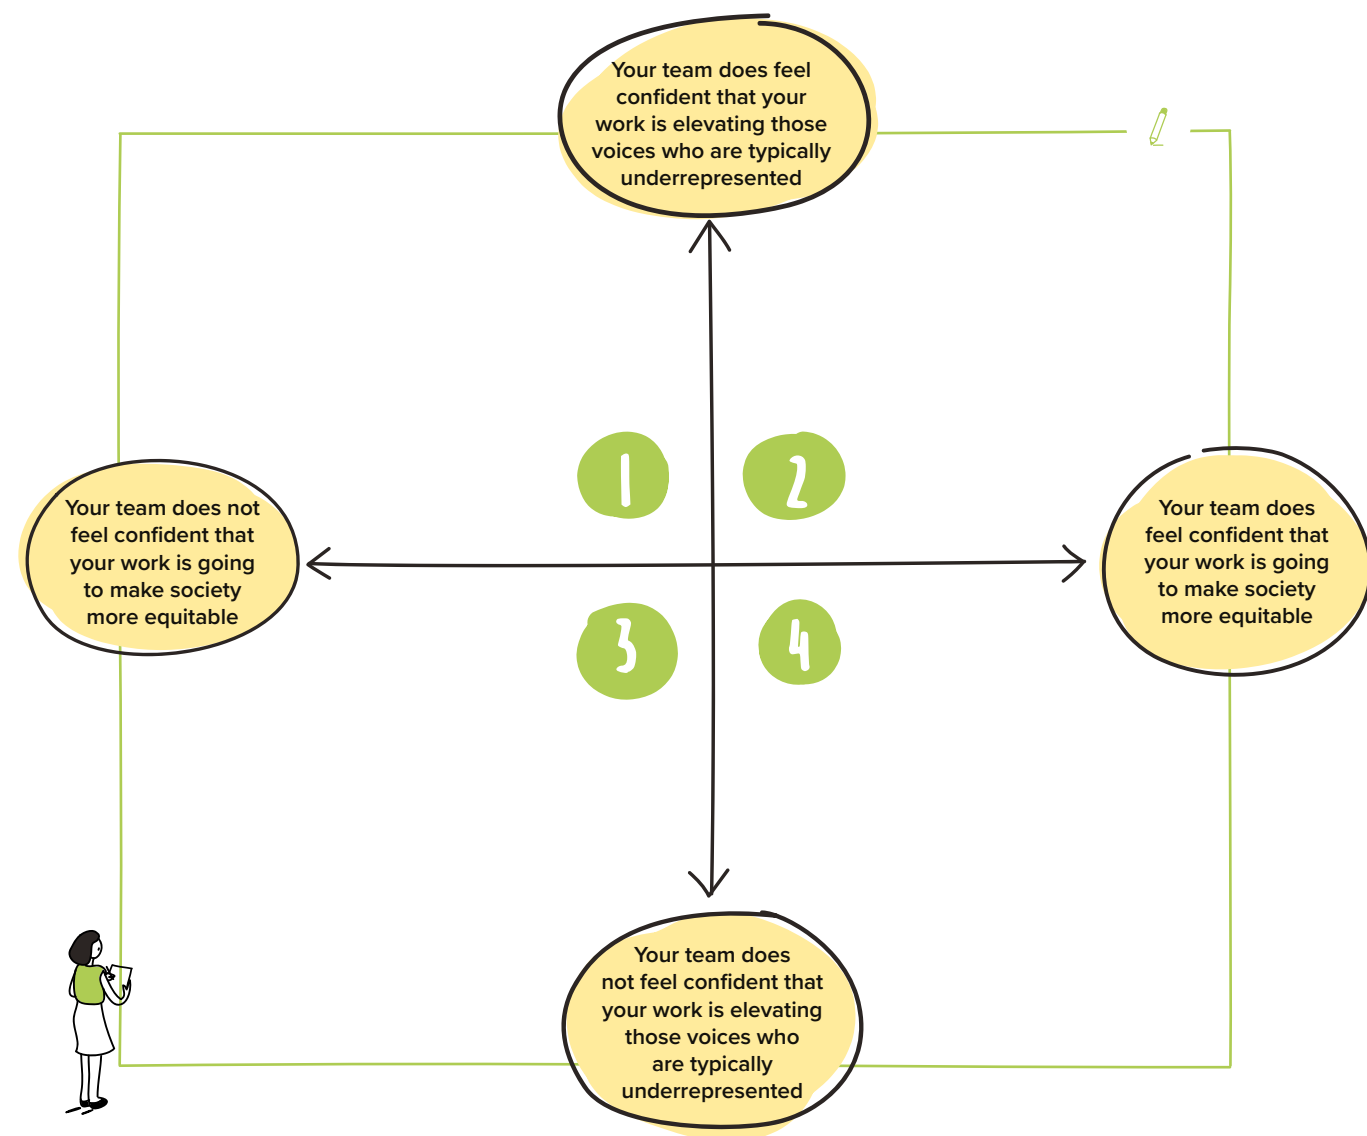 Your team does feel
confident that your
work is elevating those
voices who are typically
underrepresented
1
2
Your team does not
feel confident that
your work is going
to make society
more equitable
Your team does
feel confident that
your work is going
to make society
more equitable
3
4
Your team does
not feel confident that
your work is elevating
those voices who
are typically
underrepresented